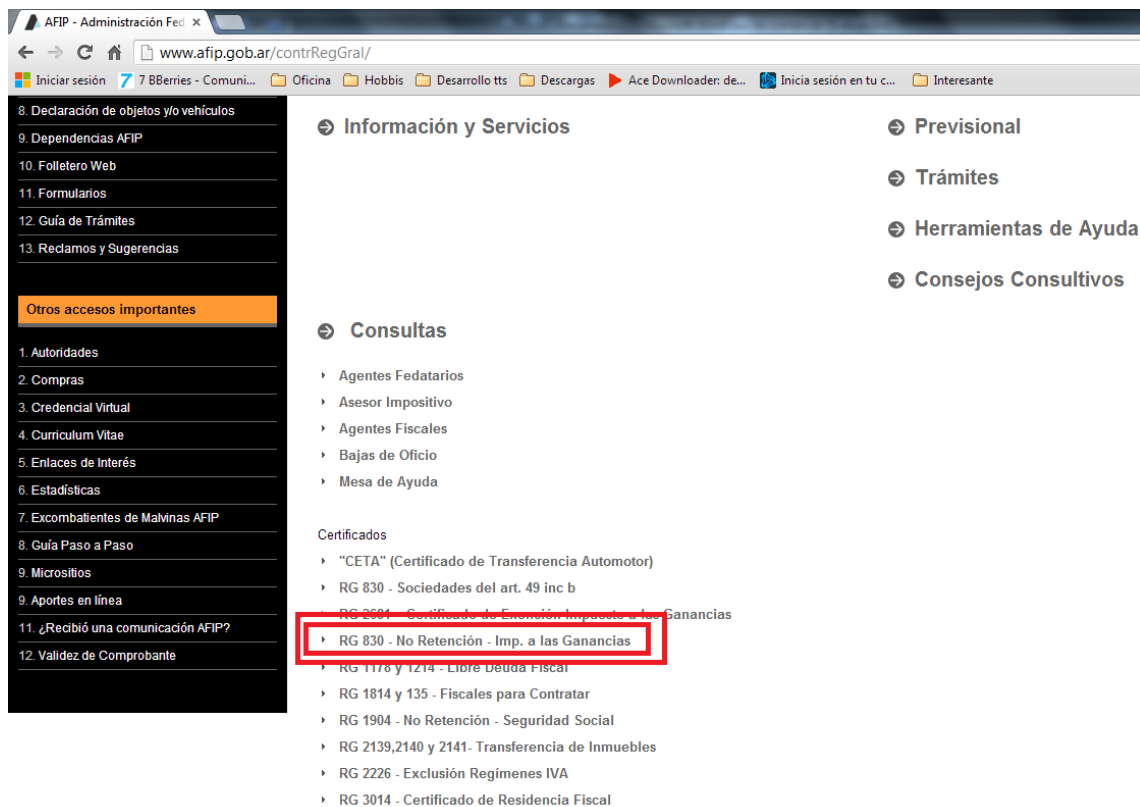 AFIP - Administración Fed
www.afip.gob.ar/contrRegGral/
Iniciar sesión 7 7 BBerries - Comuni... Oficina Hobbis Desarrollo tts Descargas Ace Downloader: de... Inicia sesión en tu c... Interesante
8. Declaración de objetos y/o vehículos
9. Dependencias AFIP
10. Folletero Web
11. Formularios
12. Guía de Trámites
13. Reclamos y Sugerencias
Otros accesos importantes
1. Autoridades
2. Compras
3. Credencial Virtual
4. Curriculum Vitae
5. Enlaces de Interés
6. Estadísticas
7. Excombatientes de Malvinas AFIP
8. Guía Paso a Paso
9. Micrositios
9. Aportes en línea
11. ¿Recibió una comunicación AFIP?
12. Validez de Comprobante
Información y Servicios
Consultas
Agentes Fedatarios
Asesor Impositivo
Agentes Fiscales
Bajas de Oficio
Mesa de Ayuda
Certificados
"CETA" (Certificado de Transferencia Automotor)
RG 830 - Sociedades del art. 49 inc b
RG 2681 - Certificado de Exención Impuesto a las Ganancias
RG 830 - No Retención - Imp. a las Ganancias
RG 1178 y 1214 - Libre Deuda Fiscal
RG 1814 y 135 - Fiscales para Contratar
RG 1904 - No Retención - Seguridad Social
RG 2139,2140 y 2141- Transferencia de Inmuebles
RG 2226 - Exclusión Regímenes IVA
RG 3014 - Certificado de Residencia Fiscal
Previsional
Trámites
Herramientas de Ayuda
Consejos Consultivos